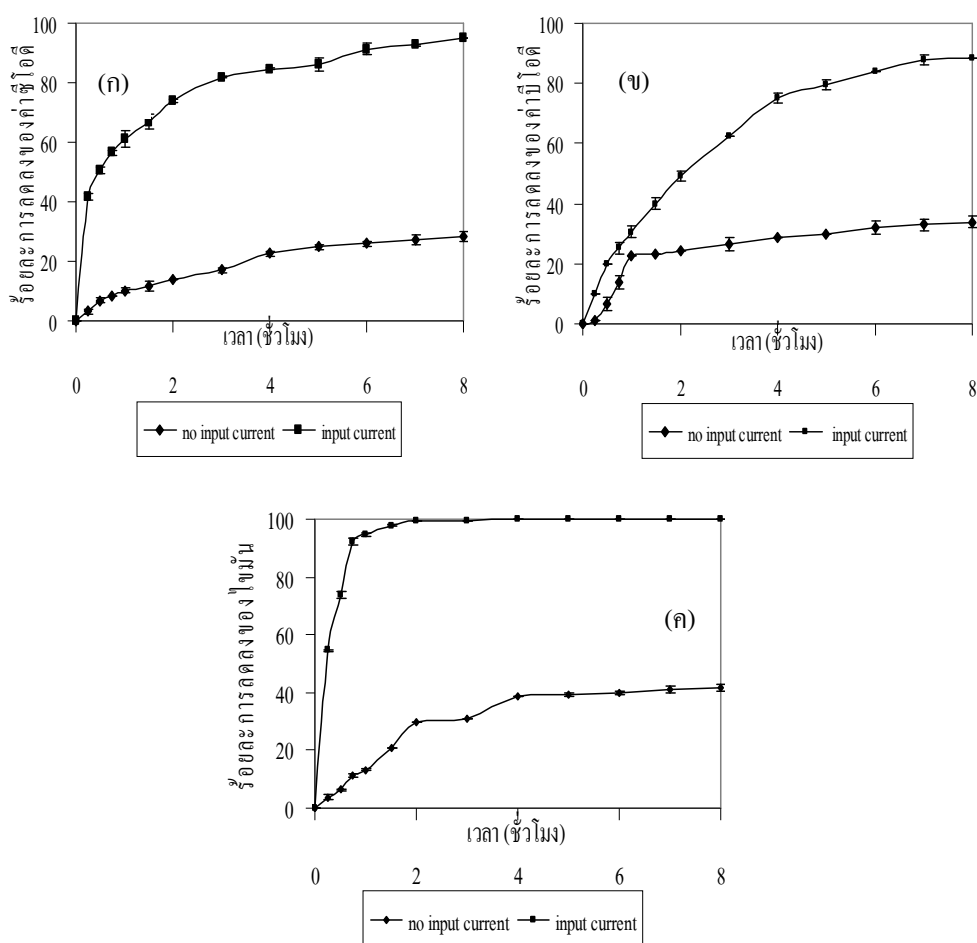 100
80
60
40
20
0
ร้อยละการลดลงของค่าซีโอดี
(ก)
เวลา (ชั่วโมง)
0 2 4 6 8
no input current input current
100
80
60
40
20
0
ร้อยละการลดลงของค่าบีโอดี
(ข)
เวลา (ชั่วโมง)
0 2 4 6 8
no input current input current
100
80
60
40
20
0
ร้อยละการลดลงของไขมัน
(ค)
เวลา (ชั่วโมง)
0 2 4 6 8
no input current input current